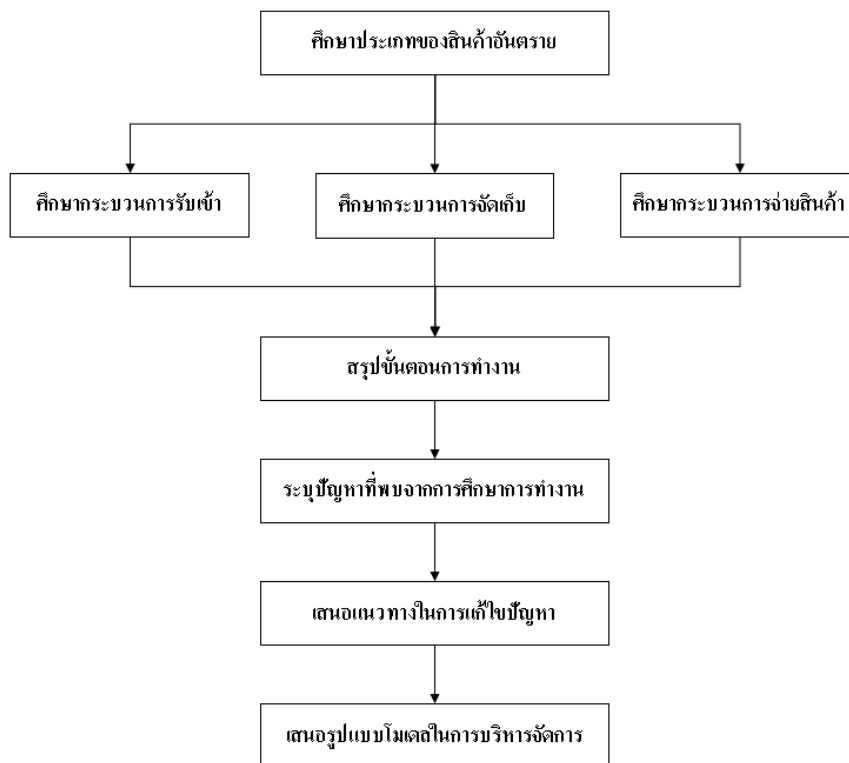 ศึกษาประเภทของสินค้าอันตราย
ศึกษากระบวนการรับเข้า
ศึกษากระบวนการจัดเก็บ
ศึกษากระบวนการจ่ายสินค้า
สรุปขั้นตอนการทำงาน
ระบุปัญหาที่พบจากการศึกษาการทำงาน
เสนอแนวทางในการแก้ไขปัญหา
เสนอรูปแบบโมเดลในการบริหารจัดการ